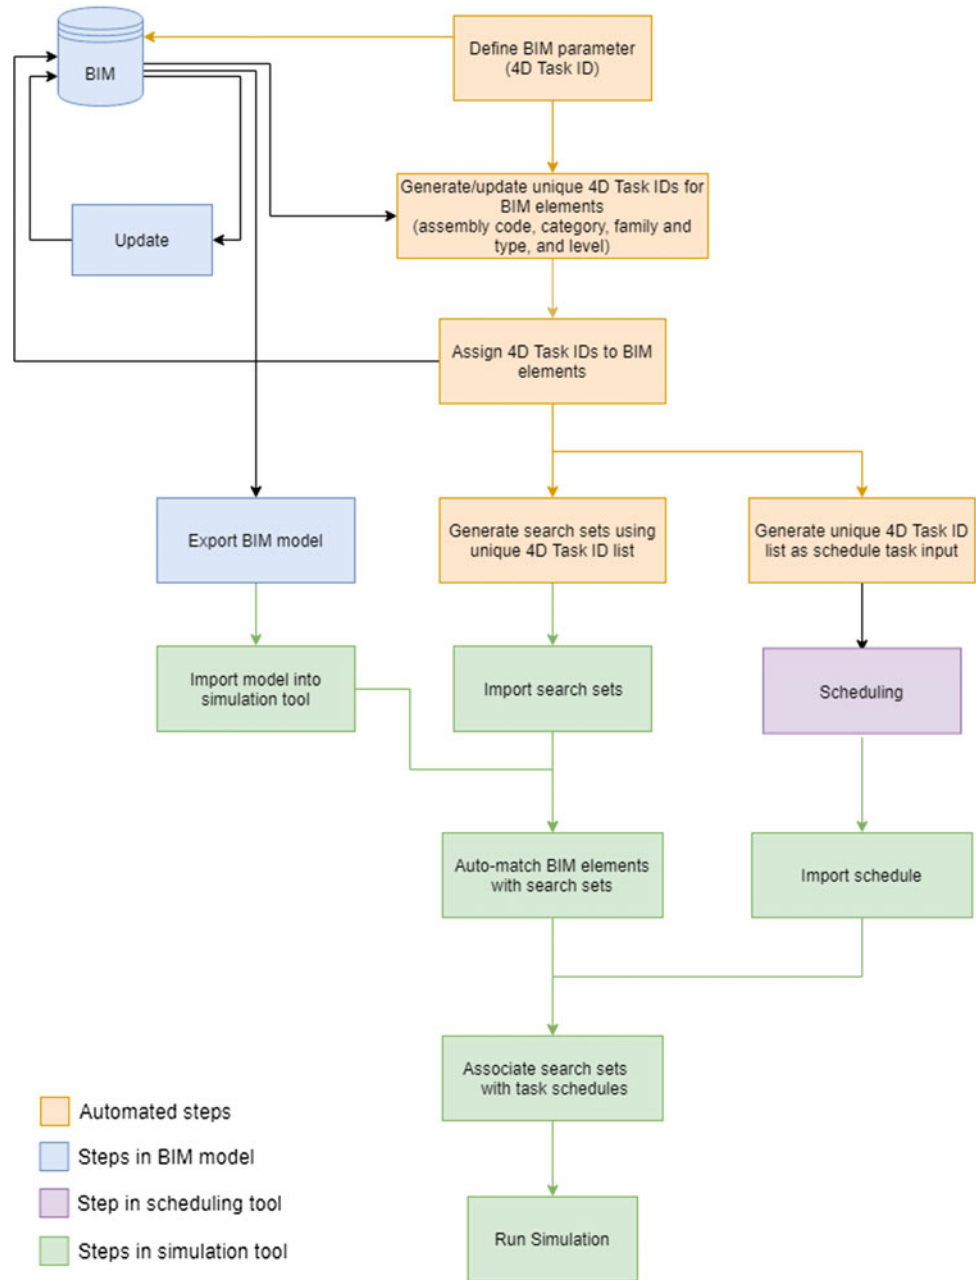 BIM
Define BIM parameter
(4D Task ID)
Generate/update unique 4D Task IDs for
BIM elements
(assembly code, category, family and
type, and level)
Update
Assign 4D Task IDs to BIM
elements
Export BIM model
Generate search sets using
unique 4D Task ID list
Generate unique 4D Task ID
list as schedule task input
Import model into
simulation tool
Import search sets
Scheduling
Auto-match BIM elements
with search sets
Import schedule
Associate search sets
with task schedules
Run Simulation
Automated steps
Steps in BIM model
Step in scheduling tool
Steps in simulation tool